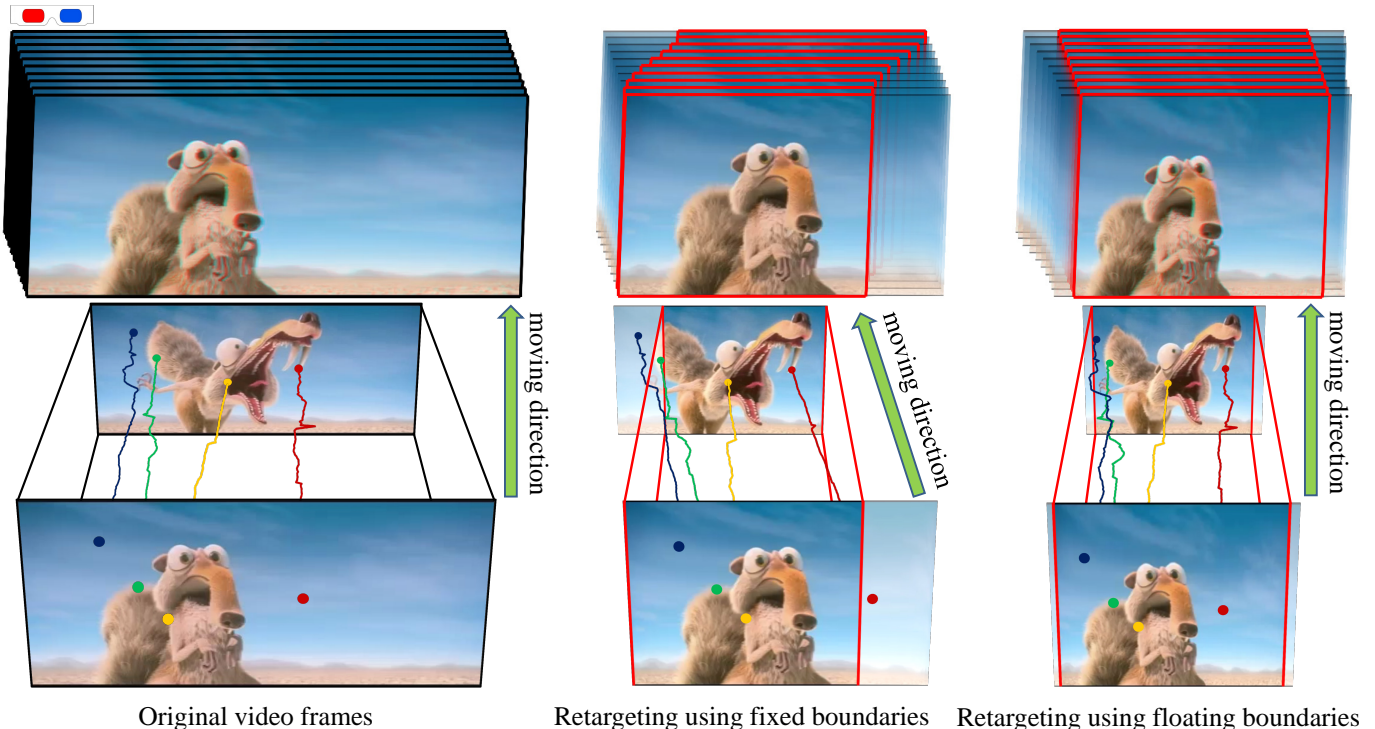 moving direction
moving direction
moving direction
Original video frames
Retargeting using fixed boundaries
Retargeting using floating boundaries